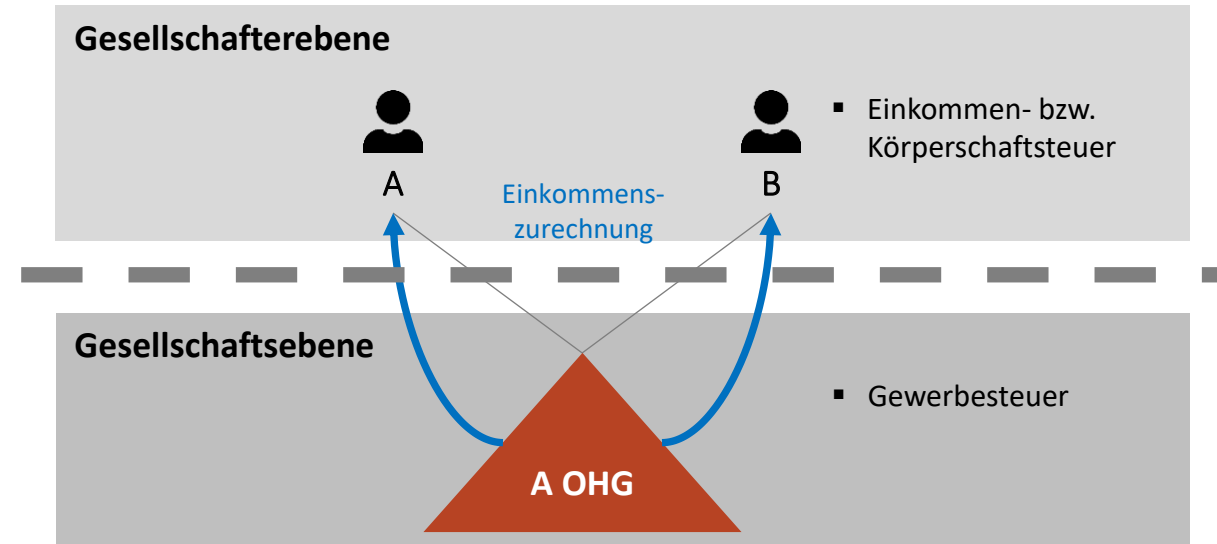 Gesellschafterebene
A
B
▪ Einkommen- bzw.
Körperschaftsteuer
Einkommens-
zurechnung
Gesellschaftsebene
▪ Gewerbesteuer
A OHG